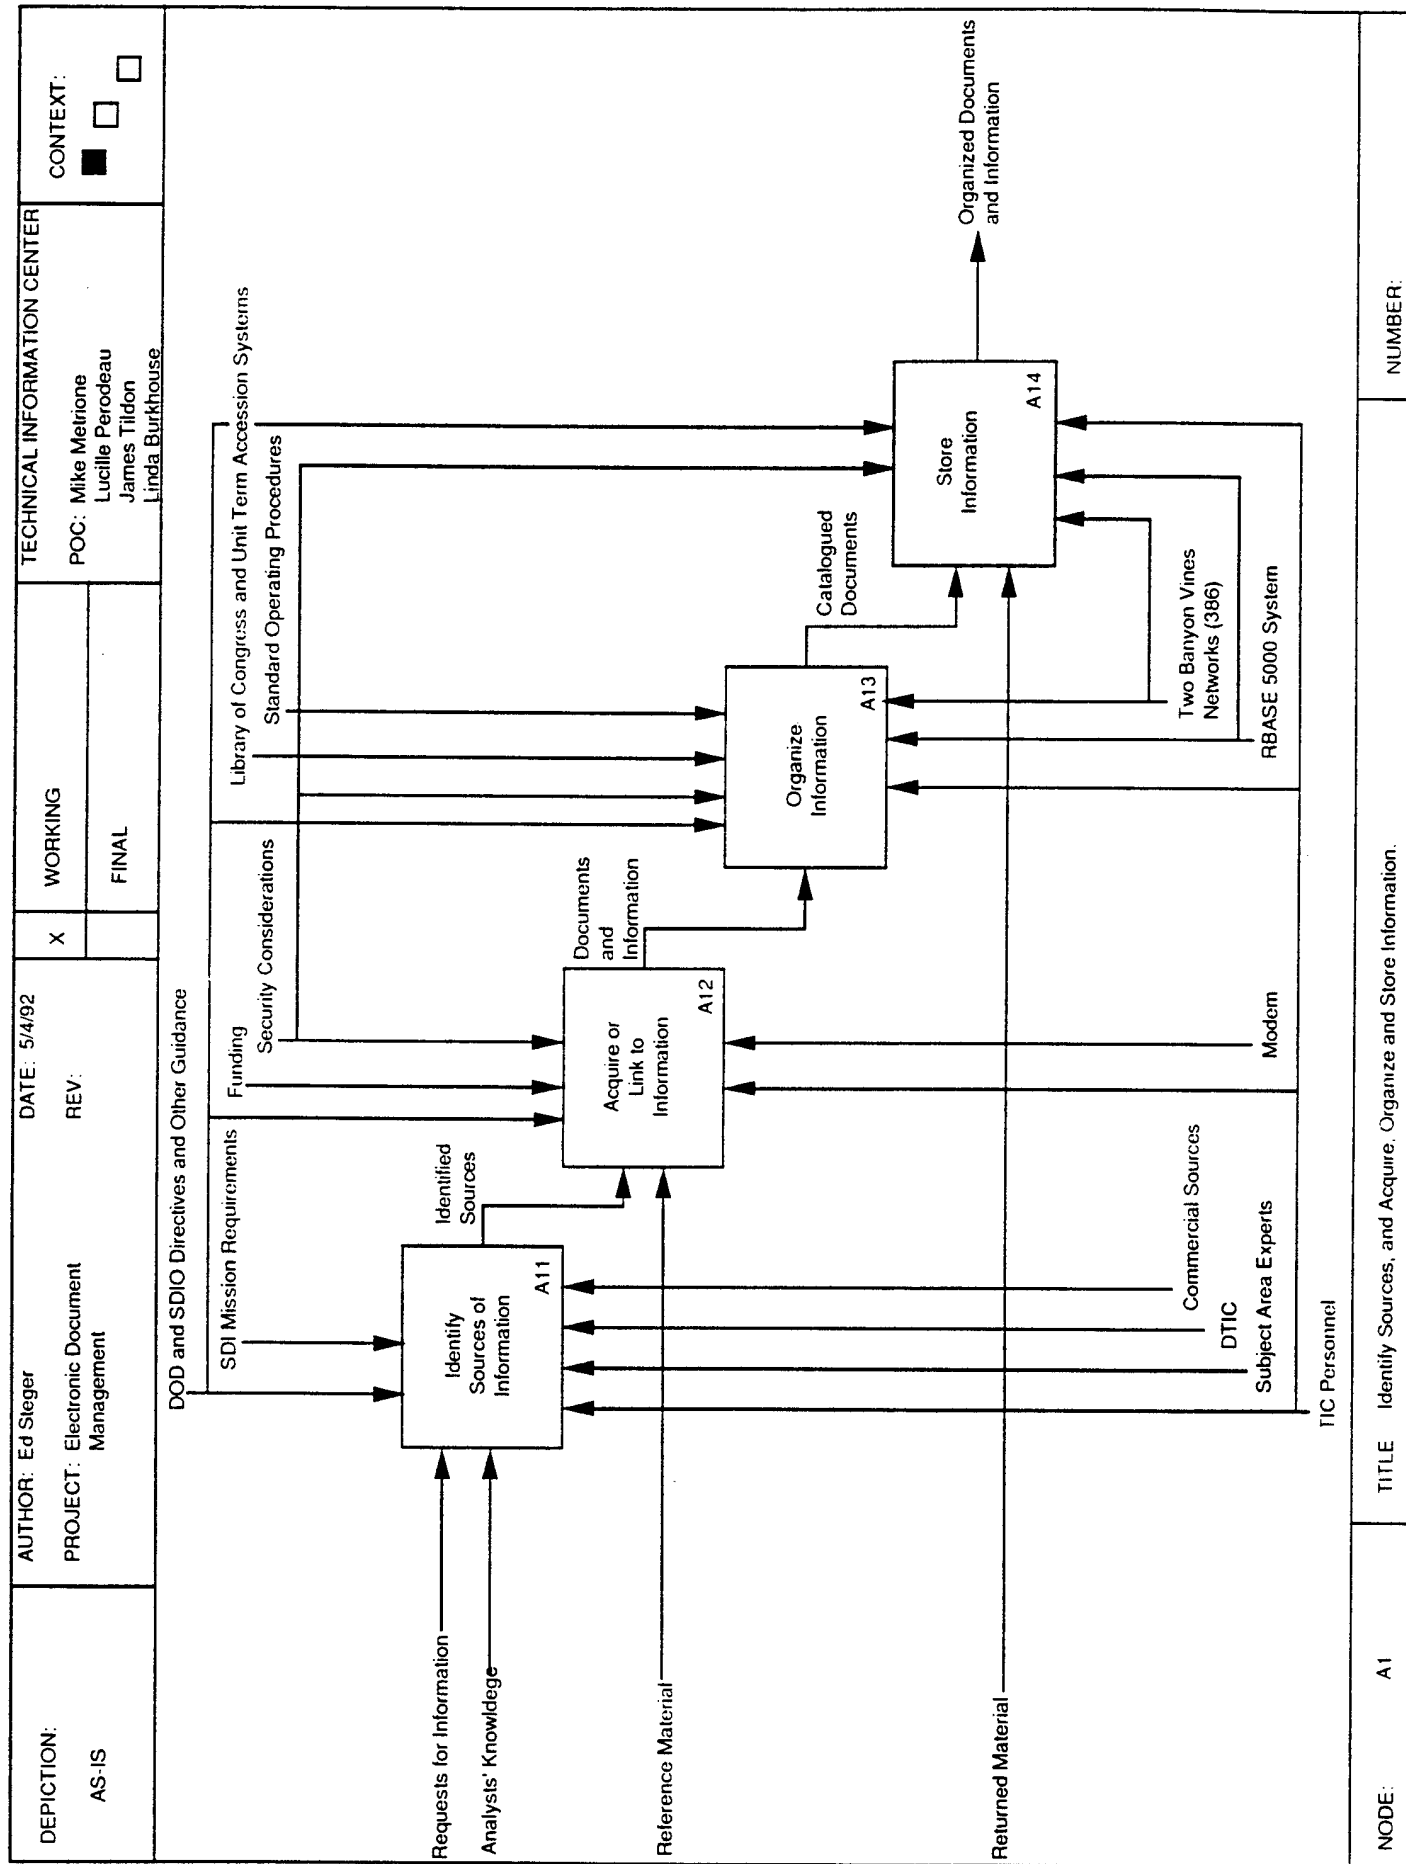 DEPICTION:
AS-IS
AUTHOR: Ed Steger
PROJECT: Electronic Document
Management
DATE: 5/4/92
REV:
X
WORKING
FINAL
TECHNICAL INFORMATION CENTER
POC: Mike Metrione
Lucille Perodeau
James Tildon
Linda Burkhouse
CONTEXT:
DOD and SDIO Directives and Other Guidance
SDI Mission Requirements
Funding
Security Considerations
Library of Congress and Unit Term Accession Systems
Standard Operating Procedures
Requests for Information
Analysts' Knowldege
Reference Material
Returned Material
Identify
Sources of
Information
A11
Identified
Sources
Acquire or
Link to
Information
A12
Documents
and
Information
Organize
Information
A13
Catalogued
Documents
Store
Information
A14
Organized Documents
and Information
Commercial Sources
DTIC
Subject Area Experts
TIC Personnel
Modem
Two Banyon Vines
Networks (386)
RBASE 5000 System
NODE: A1
TITLE Identify Sources, and Acquire, Organize and Store Information.
NUMBER: